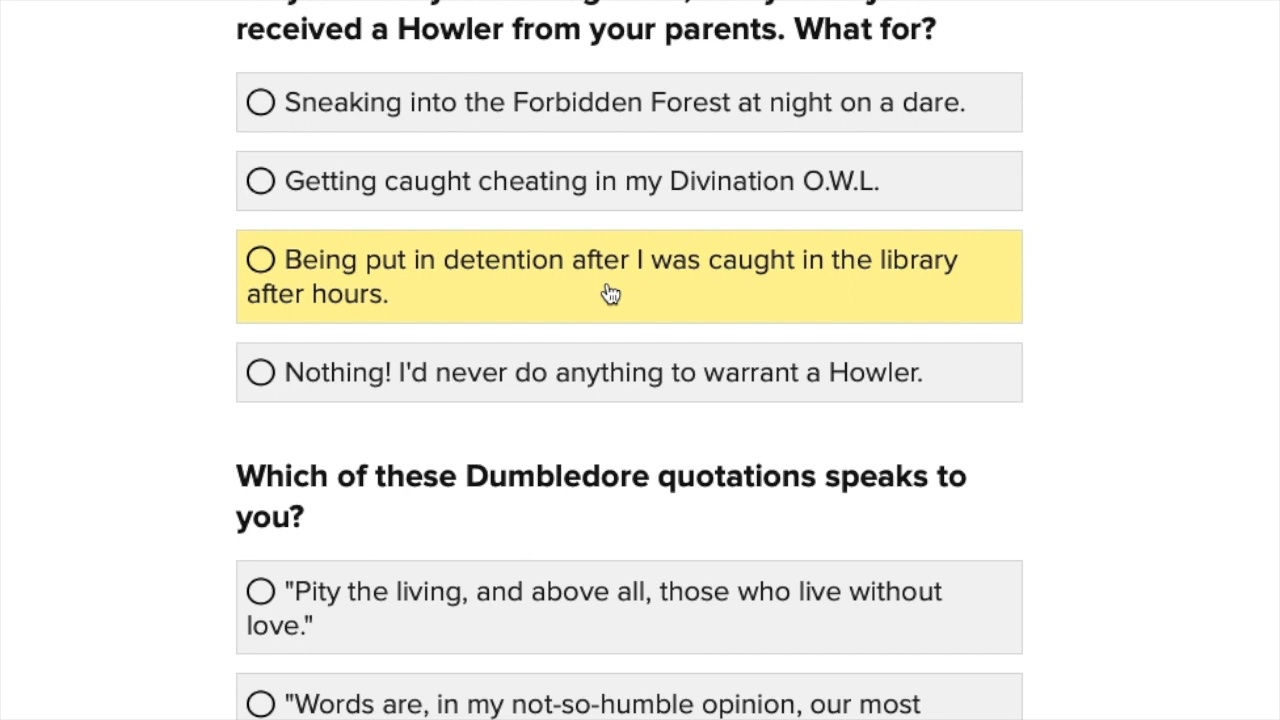 received a Howler from your parents. What for?
Sneaking into the Forbidden Forest at night on a dare.
Getting caught cheating in my Divination O.W.L.
Being put in detention after I was caught in the library
after hours.
Nothing! I'd never do anything to warrant a Howler.
Which of these Dumbledore quotations speaks to
you?
"Pity the living, and above all, those who live without
love."
"Words are, in my not-so-humble opinion, our most